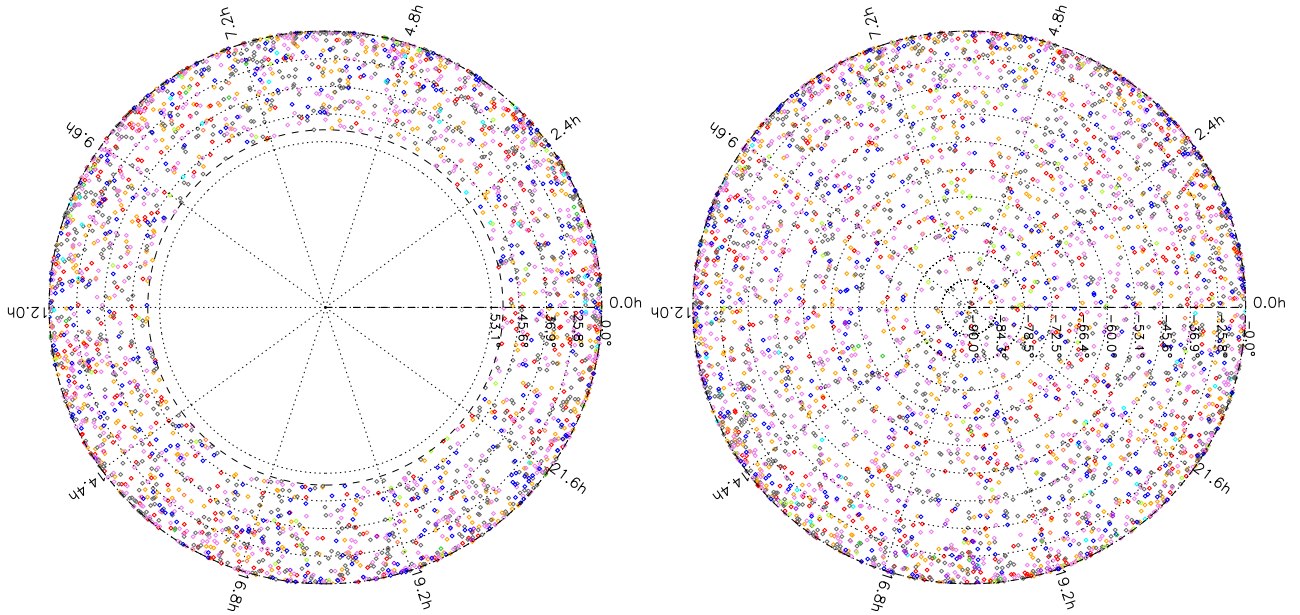 7.2h
4.8h
9.6h
2.4h
12.0h
0.0h
53.1°
45.6°
36.9°
25.8°
0.0°
14.4h
21.6h
16.8h
19.2h
7.2h
4.8h
9.6h
2.4h
12.0h
0.0h
−90.0°
−84.3°
−78.5°
−72.5°
−66.4°
−60.0°
−53.1°
−45.6°
−36.9°
−25.8°
−0.0°
14.4h
21.6h
16.8h
19.2h